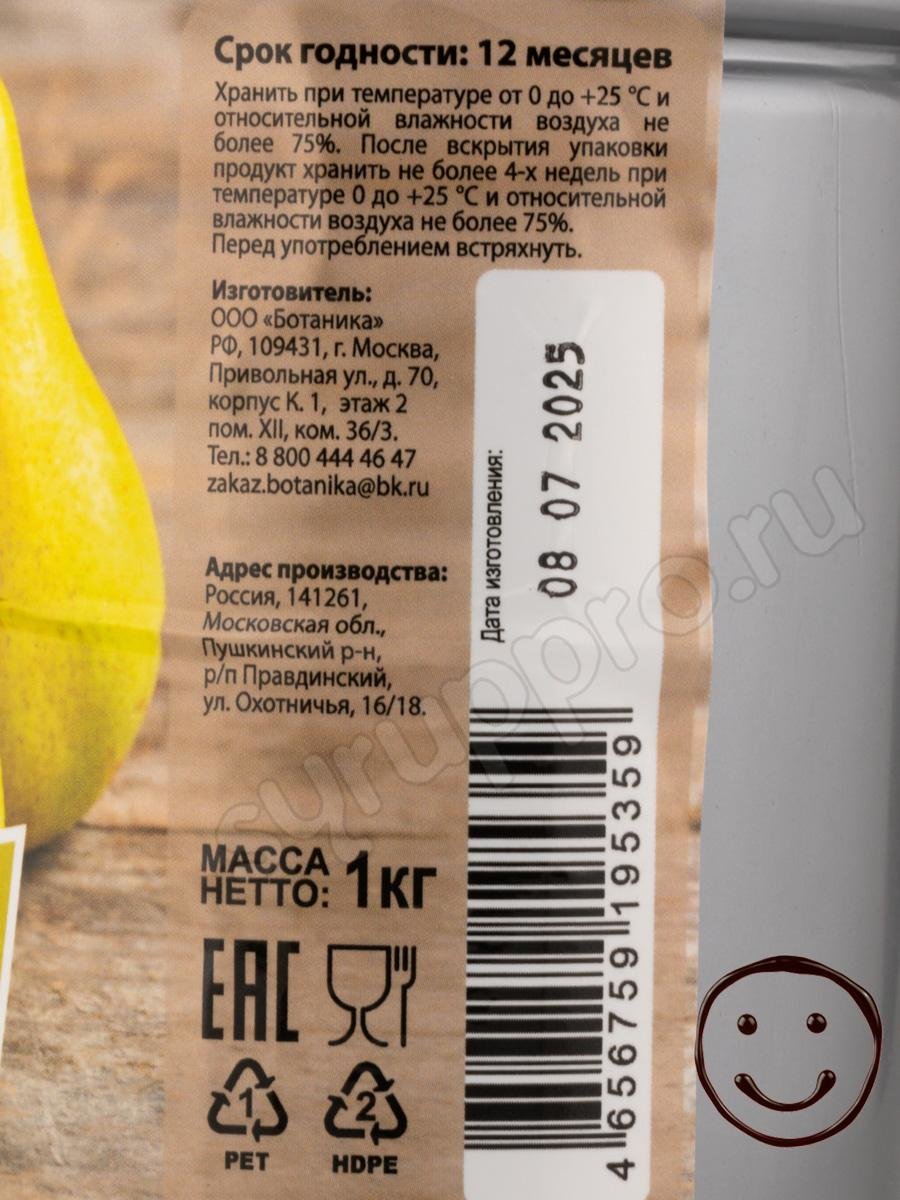 Срок годности: 12 месяцев
Хранить при температуре от 0 до +25 °С и
относительной влажности воздуха не
более 75%. После вскрытия упаковки
продукт хранить не более 4-х недель при
температуре 0 до +25 °С и относительной
влажности воздуха не более 75%.
Перед употреблением встряхнуть.
Изготовитель:
ООО «Ботаника»
РФ, 109431, г. Москва,
Привольная ул., д. 70,
корпус К. 1, этаж 2
пом. XII, ком. 36/3.
Тел.: 8 800 444 46 47
zakaz.botanika@bk.ru
Адрес производства:
Россия, 141261,
Московская обл.,
Пушкинский р-н,
р/п Правдинский,
ул. Охотничья, 16/18.
МАССА
НЕТТО: 1кг
EAC
1
PET
2
HDPE
Дата изготовления:
08 07 2025
4 656759 195359
syruppro.ru